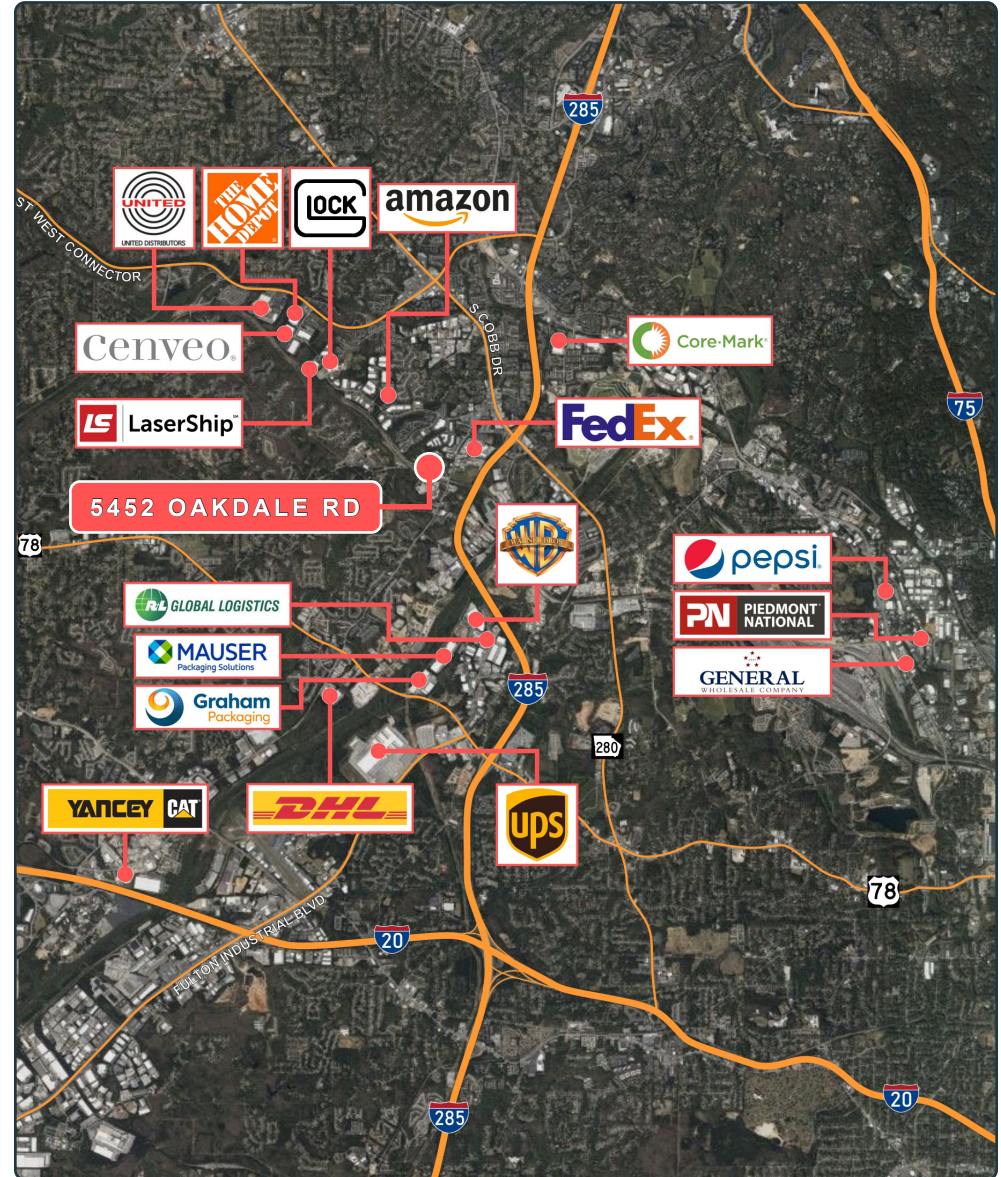 285
UNITED
UNITED DISTRIBUTORS
THE
HOME
DEPOT
GLOCK
amazon
ST WEST CONNECTOR
S COBB DR
cenveo
Core-Mark
LS LaserShip
75
FedEx
5452 OAKDALE RD
78
WB
WARNER BROS
pepsi
R+L GLOBAL LOGISTICS
PN PIEDMONT
NATIONAL
MAUSER
Packaging Solutions
GENERAL
WHOLESALE COMPANY
Graham
Packaging
285
280
YANCEY CAT
DHL
ups
78
FULTON INDUSTRIAL BLVD
20
20
285